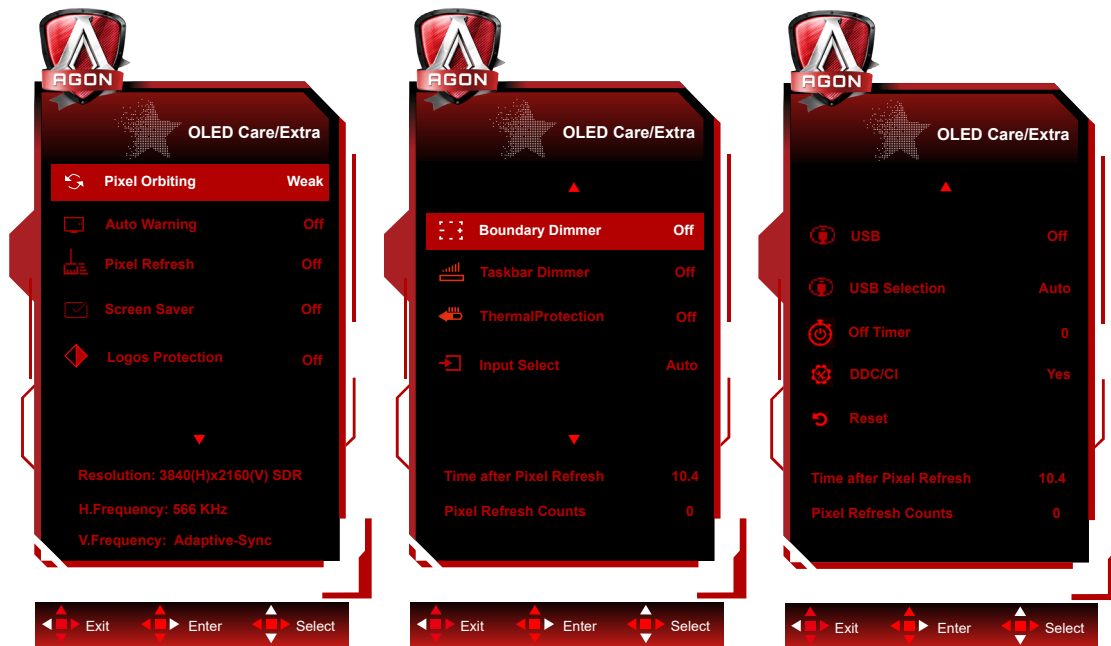 AGON
OLED Care/Extra
Pixel Orbiting Weak
Auto Warning Off
Pixel Refresh Off
Screen Saver Off
Logos Protection Off
Resolution: 3840(H)x2160(V) SDR
H.Frequency: 566 KHz
V.Frequency: Adaptive-Sync
Exit Enter Select
AGON
OLED Care/Extra
Boundary Dimmer Off
Taskbar Dimmer Off
ThermalProtection Off
Input Select Auto
Time after Pixel Refresh 10.4
Pixel Refresh Counts 0
Exit Enter Select
AGON
OLED Care/Extra
USB Off
USB Selection Auto
Off Timer 0
DDC/CI Yes
Reset
Time after Pixel Refresh 10.4
Pixel Refresh Counts 0
Exit Enter Select